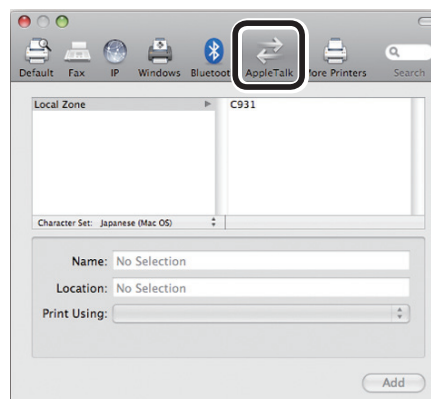 Default Fax IP Windows Bluetoot AppleTalk ore Printers Search
Local Zone C931
Character Set: Japanese (Mac OS)
Name: No Selection
Location: No Selection
Print Using:
Add